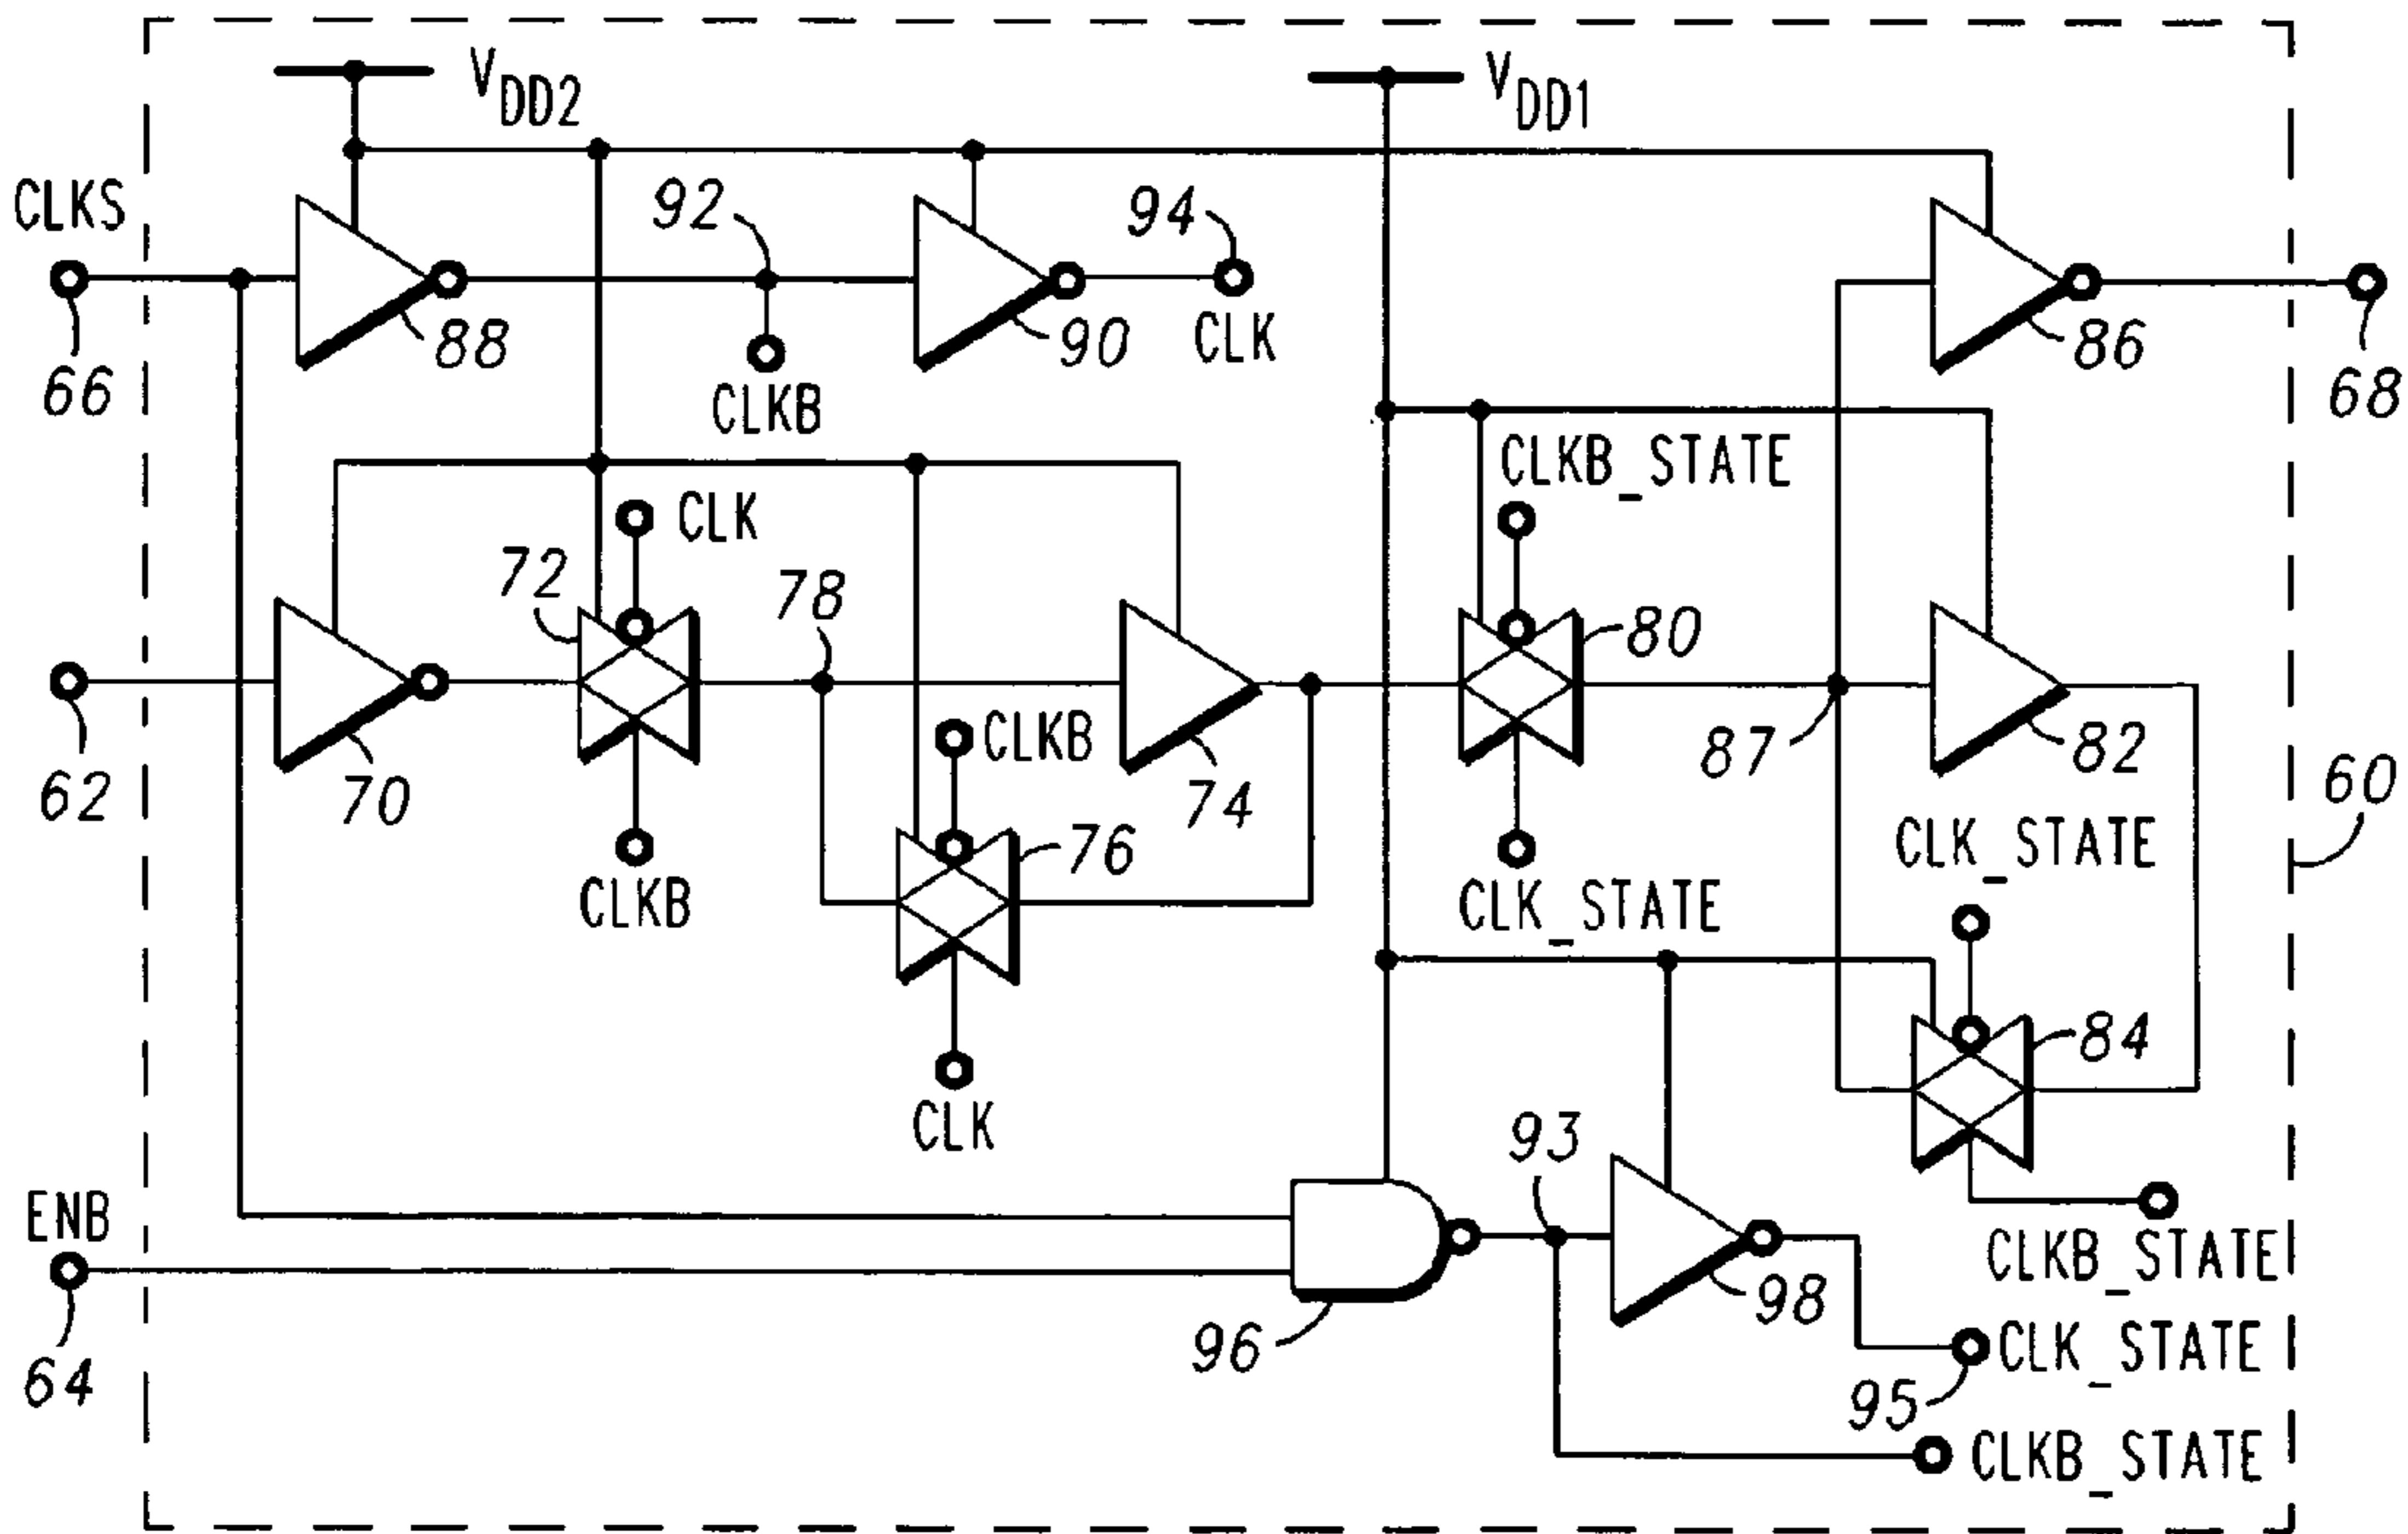 VDD2
VDD1
CLKS
92
94
88
90
CLK
86
66
CLKB
68
CLKB_STATE
CLK
72
78
80
CLKB
87
82
62
70
74
60
CLK_STATE
76
CLKB
CLK_STATE
84
CLK
93
ENB
CLKB_STATE
98
96
CLK_STATE
64
95
CLKB_STATE